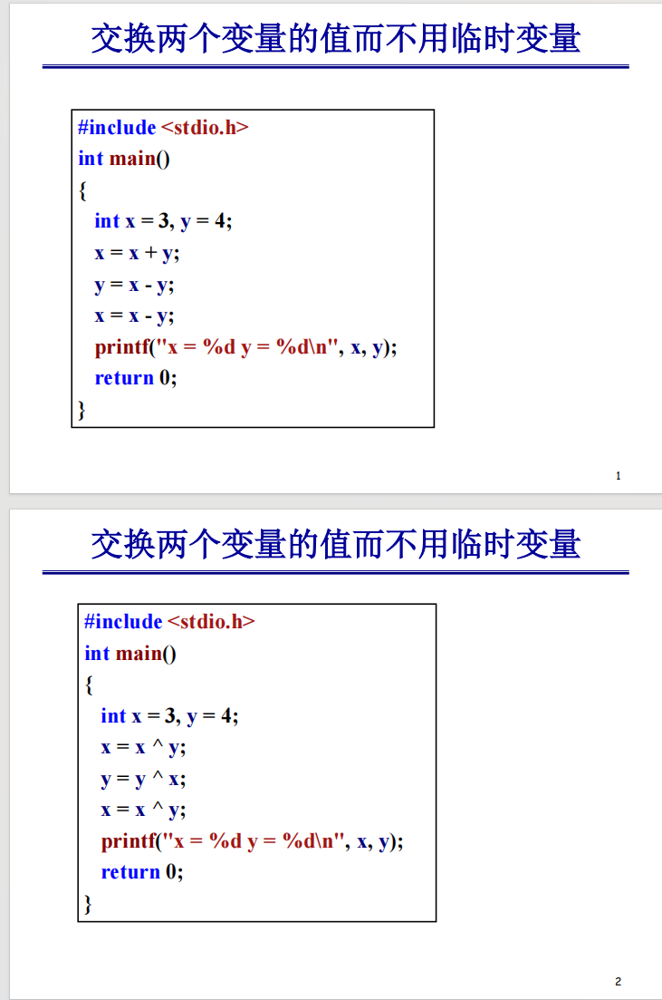 交换两个变量的值而不用临时变量
#include <stdio.h>
int main()
{
int x = 3, y = 4;
x = x + y;
y = x - y;
x = x - y;
printf("x = %d y = %d\n", x, y);
return 0;
}
1
交换两个变量的值而不用临时变量
#include <stdio.h>
int main()
{
int x = 3, y = 4;
x = x ^ y;
y = y ^ x;
x = x ^ y;
printf("x = %d y = %d\n", x, y);
return 0;
}
2